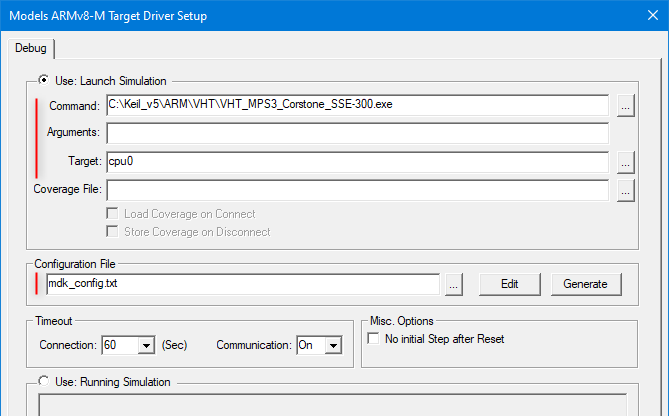 Models ARMv8-M Target Driver Setup
Debug
Use: Launch Simulation
Command: C:\Keil_v5\ARM\VHT\VHT_MPS3_Corstone_SSE-300.exe ...
Arguments:
Target: cpu0 ...
Coverage File: ...
Load Coverage on Connect
Store Coverage on Disconnect
Configuration File
mdk_config.txt ... Edit Generate
Timeout Misc. Options
Connection: 60 (Sec) Communication: On No initial Step after Reset
Use: Running Simulation